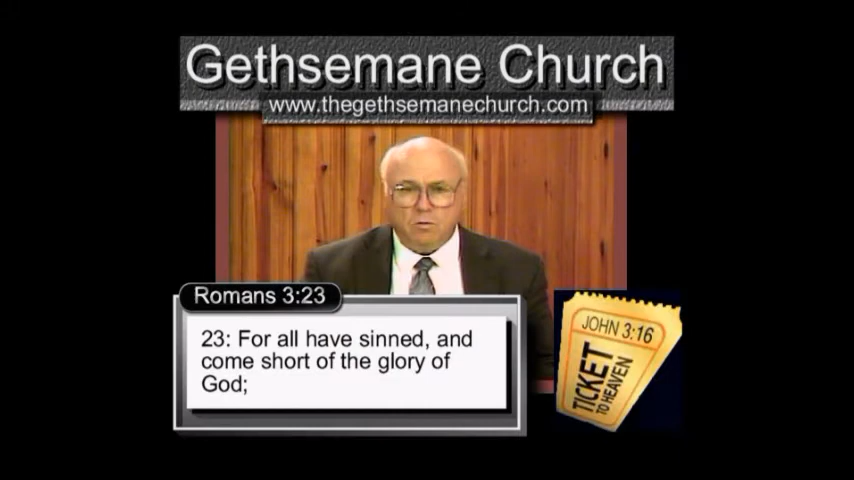 Gethsemane Church
www.thegethsemanechurch.com
Romans 3:23
23: For all have sinned, and
come short of the glory of
God;
JOHN 3:16
TICKET
TO HEAVEN